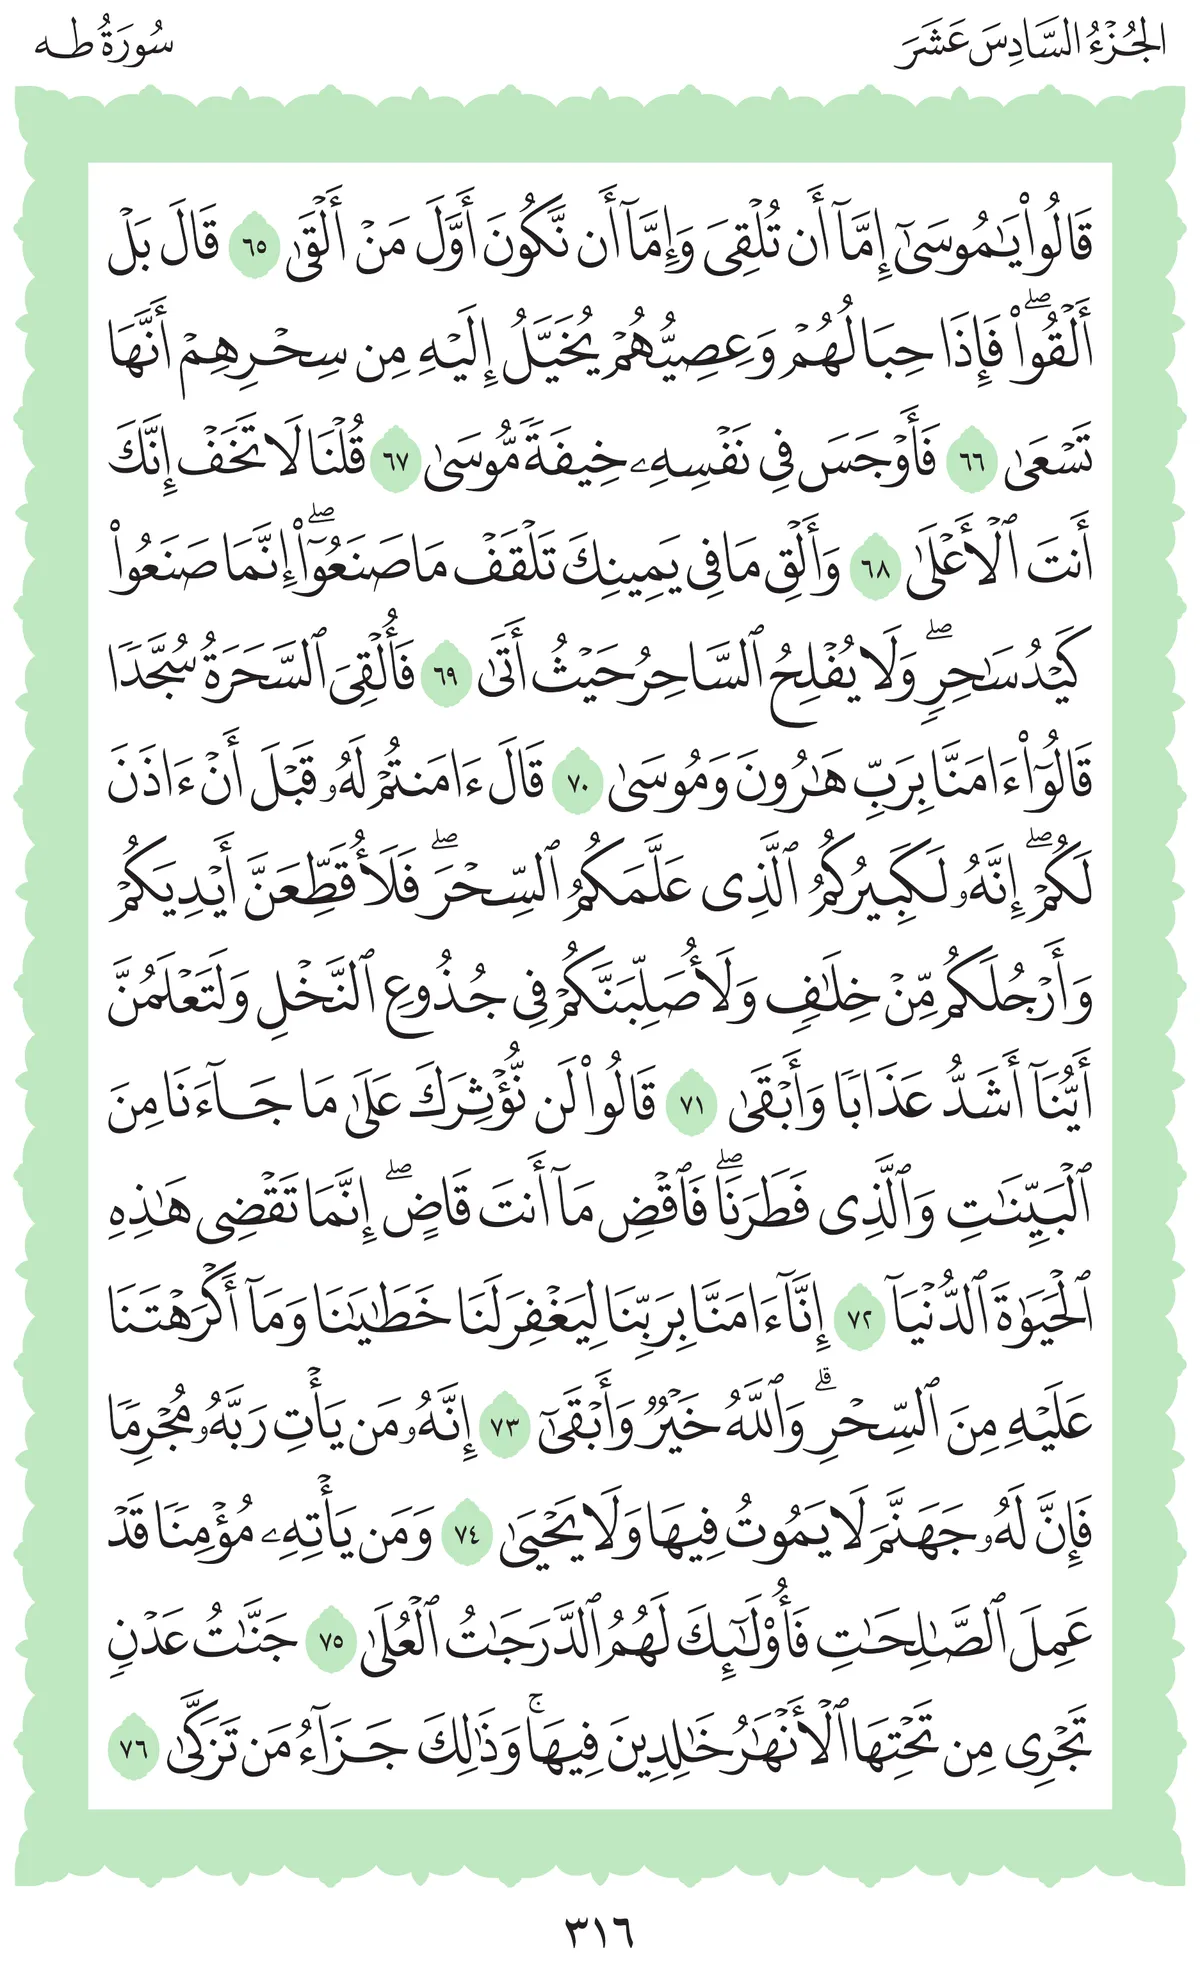 الجُزْءُ السَّادِسَ عَشَرَ
سُورَةُ طه
قَالُوا۟ يَٰمُوسَىٰٓ إِمَّآ أَن تُلْقِىَ وَإِمَّآ أَن نَّكُونَ أَوَّلَ مَنْ أَلْقَىٰ ٦٥ قَالَ بَلْ
أَلْقُوا۟ۖ فَإِذَا حِبَالُهُمْ وَعِصِيُّهُمْ يُخَيَّلُ إِلَيْهِ مِن سِحْرِهِمْ أَنَّهَا
تَسْعَىٰ ٦٦ فَأَوْجَسَ فِى نَفْسِهِۦ خِيفَةً مُّوسَىٰ ٦٧ قُلْنَا لَا تَخَفْ إِنَّكَ
أَنتَ ٱلْأَعْلَىٰ ٦٨ وَأَلْقِ مَا فِى يَمِينِكَ تَلْقَفْ مَا صَنَعُوٓا۟ۖ إِنَّمَا صَنَعُوا۟
كَيْدُ سَٰحِرٍۖ وَلَا يُفْلِحُ ٱلسَّاحِرُ حَيْثُ أَتَىٰ ٦٩ فَأُلْقِىَ ٱلسَّحَرَةُ سُجَّدًا
قَالُوٓا۟ ءَامَنَّا بِرَبِّ هَٰرُونَ وَمُوسَىٰ ٧٠ قَالَ ءَامَنتُمْ لَهُۥ قَبْلَ أَنْ ءَاذَنَ
لَكُمْۖ إِنَّهُۥ لَكَبِيرُكُمُ ٱلَّذِى عَلَّمَكُمُ ٱلسِّحْرَۖ فَلَأُقَطِّعَنَّ أَيْدِيَكُمْ
وَأَرْجُلَكُم مِّنْ خِلَٰفٍ وَلَأُصَلِّبَنَّكُمْ فِى جُذُوعِ ٱلنَّخْلِ وَلَتَعْلَمُنَّ
أَيُّنَآ أَشَدُّ عَذَابًا وَأَبْقَىٰ ٧١ قَالُوا۟ لَن نُّؤْثِرَكَ عَلَىٰ مَا جَآءَنَا مِنَ
ٱلْبَيِّنَٰتِ وَٱلَّذِى فَطَرَنَاۖ فَٱقْضِ مَآ أَنتَ قَاضٍۖ إِنَّمَا تَقْضِى هَٰذِهِ
ٱلْحَيَوٰةَ ٱلدُّنْيَآ ٧٢ إِنَّآ ءَامَنَّا بِرَبِّنَا لِيَغْفِرَ لَنَا خَطَٰيَٰنَا وَمَآ أَكْرَهْتَنَا
عَلَيْهِ مِنَ ٱلسِّحْرِۗ وَٱللَّهُ خَيْرٌ وَأَبْقَىٰٓ ٧٣ إِنَّهُۥ مَن يَأْتِ رَبَّهُۥ مُجْرِمًا
فَإِنَّ لَهُۥ جَهَنَّمَ لَا يَمُوتُ فِيهَا وَلَا يَحْيَىٰ ٧٤ وَمَن يَأْتِهِۦ مُؤْمِنًا قَدْ
عَمِلَ ٱلصَّٰلِحَٰتِ فَأُو۟لَٰٓئِكَ لَهُمُ ٱلدَّرَجَٰتُ ٱلْعُلَىٰ ٧٥ جَنَّٰتُ عَدْنٍ
تَجْرِى مِن تَحْتِهَا ٱلْأَنْهَٰرُ خَٰلِدِينَ فِيهَاۚ وَذَٰلِكَ جَزَآءُ مَن تَزَكَّىٰ ٧٦
٣١٦